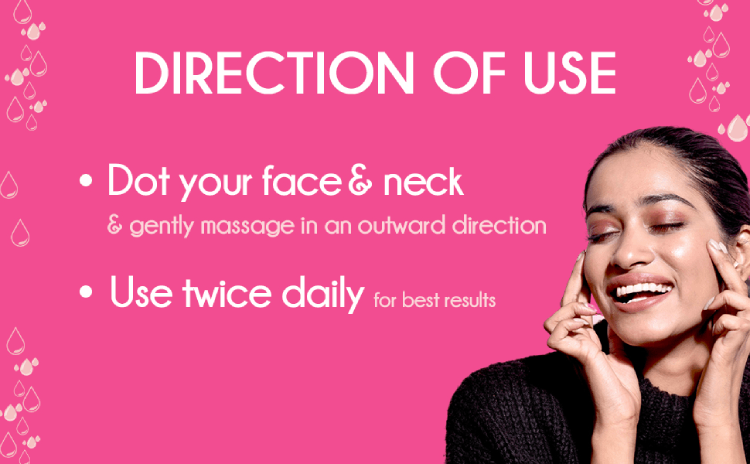 DIRECTION OF USE
• Dot your face & neck
& gently massage in an outward direction
• Use twice daily for best results